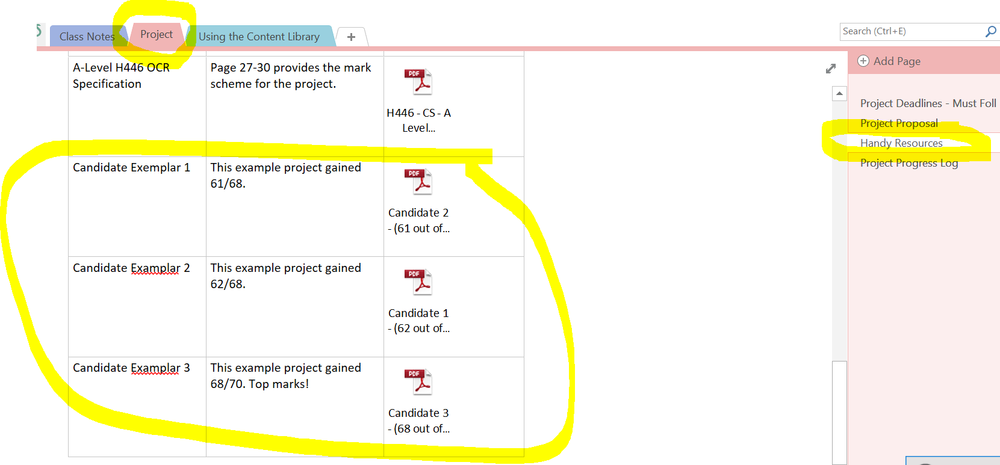 S
Class Notes
Project
Using the Content Library
+
Search (Ctrl+E)
Add Page
Project Deadlines - Must Foll
Project Proposal
Handy Resources
Project Progress Log
A-Level H446 OCR
Specification
Page 27-30 provides the mark
scheme for the project.
PDF
H446 - CS - A
Level...
Candidate Exemplar 1
This example project gained
61/68.
PDF
Candidate 2
- (61 out of...
Candidate Examplar 2
This example project gained
62/68.
PDF
Candidate 1
- (62 out of...
Candidate Examplar 3
This example project gained
68/70. Top marks!
PDF
Candidate 3
- (68 out of...